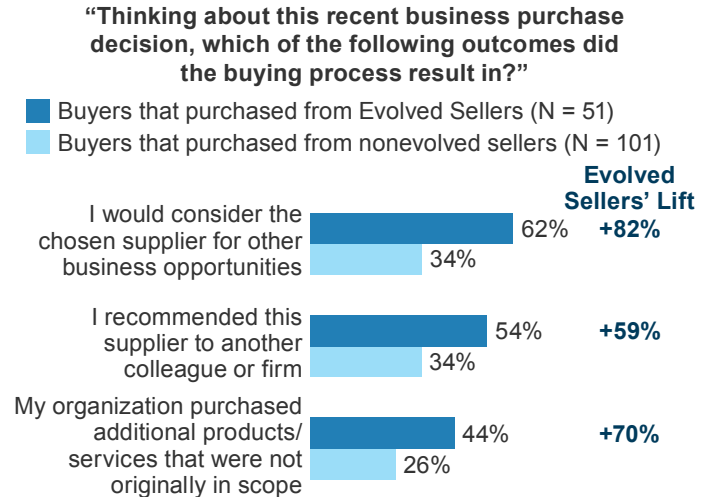 “Thinking about this recent business purchase
decision, which of the following outcomes did
the buying process result in?”
Buyers that purchased from Evolved Sellers (N = 51)
Buyers that purchased from nonevolved sellers (N = 101)
Evolved
Sellers’ Lift
I would consider the
chosen supplier for other
business opportunities
62%
+82%
34%
I recommended this
supplier to another
colleague or firm
54%
+59%
34%
My organization purchased
additional products/
services that were not
originally in scope
44%
+70%
26%